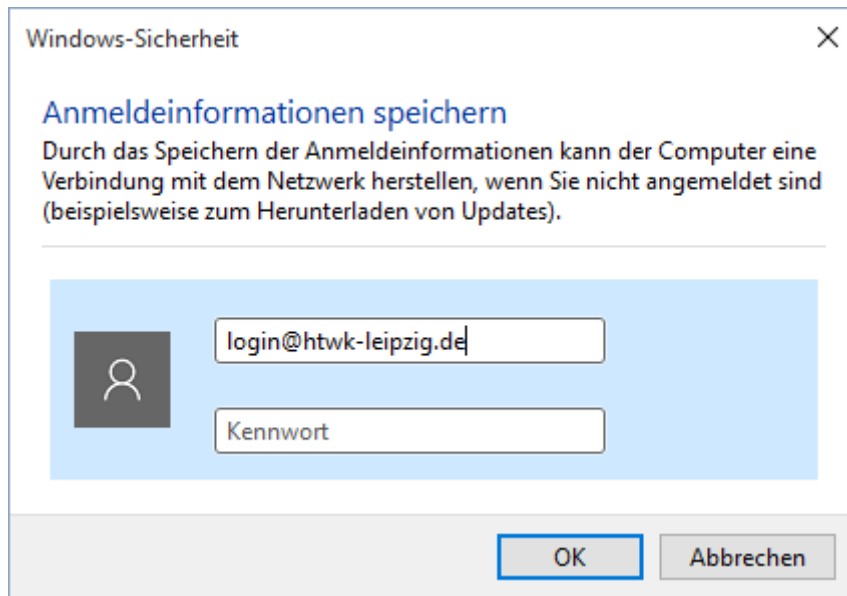 Windows-Sicherheit
Anmeldeinformationen speichern
Durch das Speichern der Anmeldeinformationen kann der Computer eine
Verbindung mit dem Netzwerk herstellen, wenn Sie nicht angemeldet sind
(beispielsweise zum Herunterladen von Updates).
login@htwk-leipzig.de
Kennwort
OK
Abbrechen